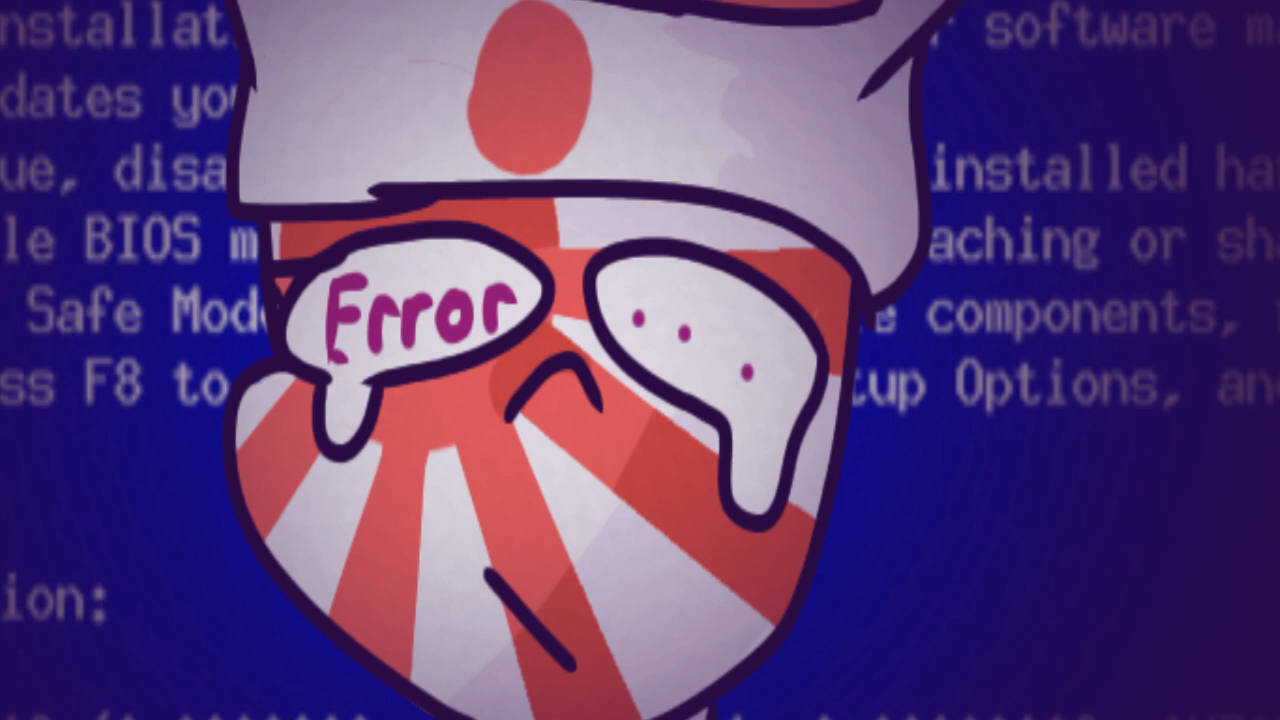 nstallat
software
dates yo
ue, disa
installed ha
le BIOS m
aching or sh
Error
Safe Mod
e components,
ss F8 to
tup Options, an
ion: